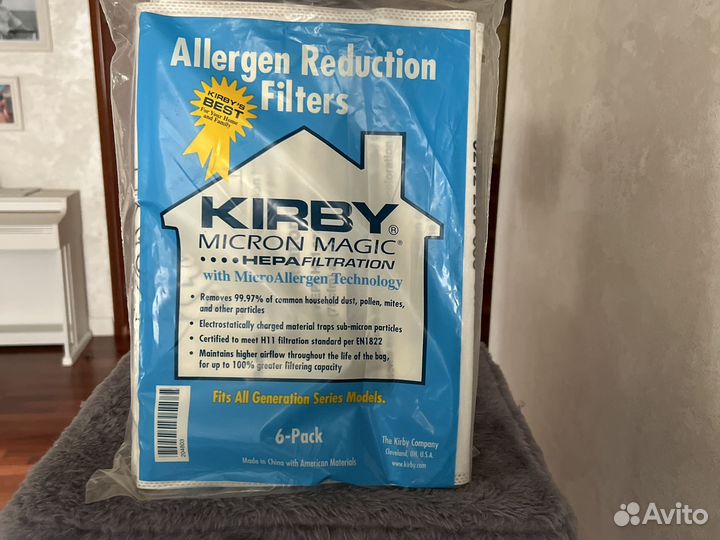 Allergen Reduction
Filters
KIRBY'S
BEST
For Your Home
and Family
KIRBY®
MICRON MAGIC®
••••HEPAFILTRATION
with MicroAllergen Technology
• Removes 99.97% of common household dust, pollen, mites,
and other particles
• Electrostatically charged material traps sub-micron particles
• Certified to meet H11 filtration standard per EN1822
• Maintains higher airflow throughout the life of the bag,
for up to 100% greater filtering capacity
Fits All Generation Series Models.
6-Pack
204803
The Kirby Company
Cleveland, OH, U.S.A.
www.kirby.com
Made in China with American Materials
Avito